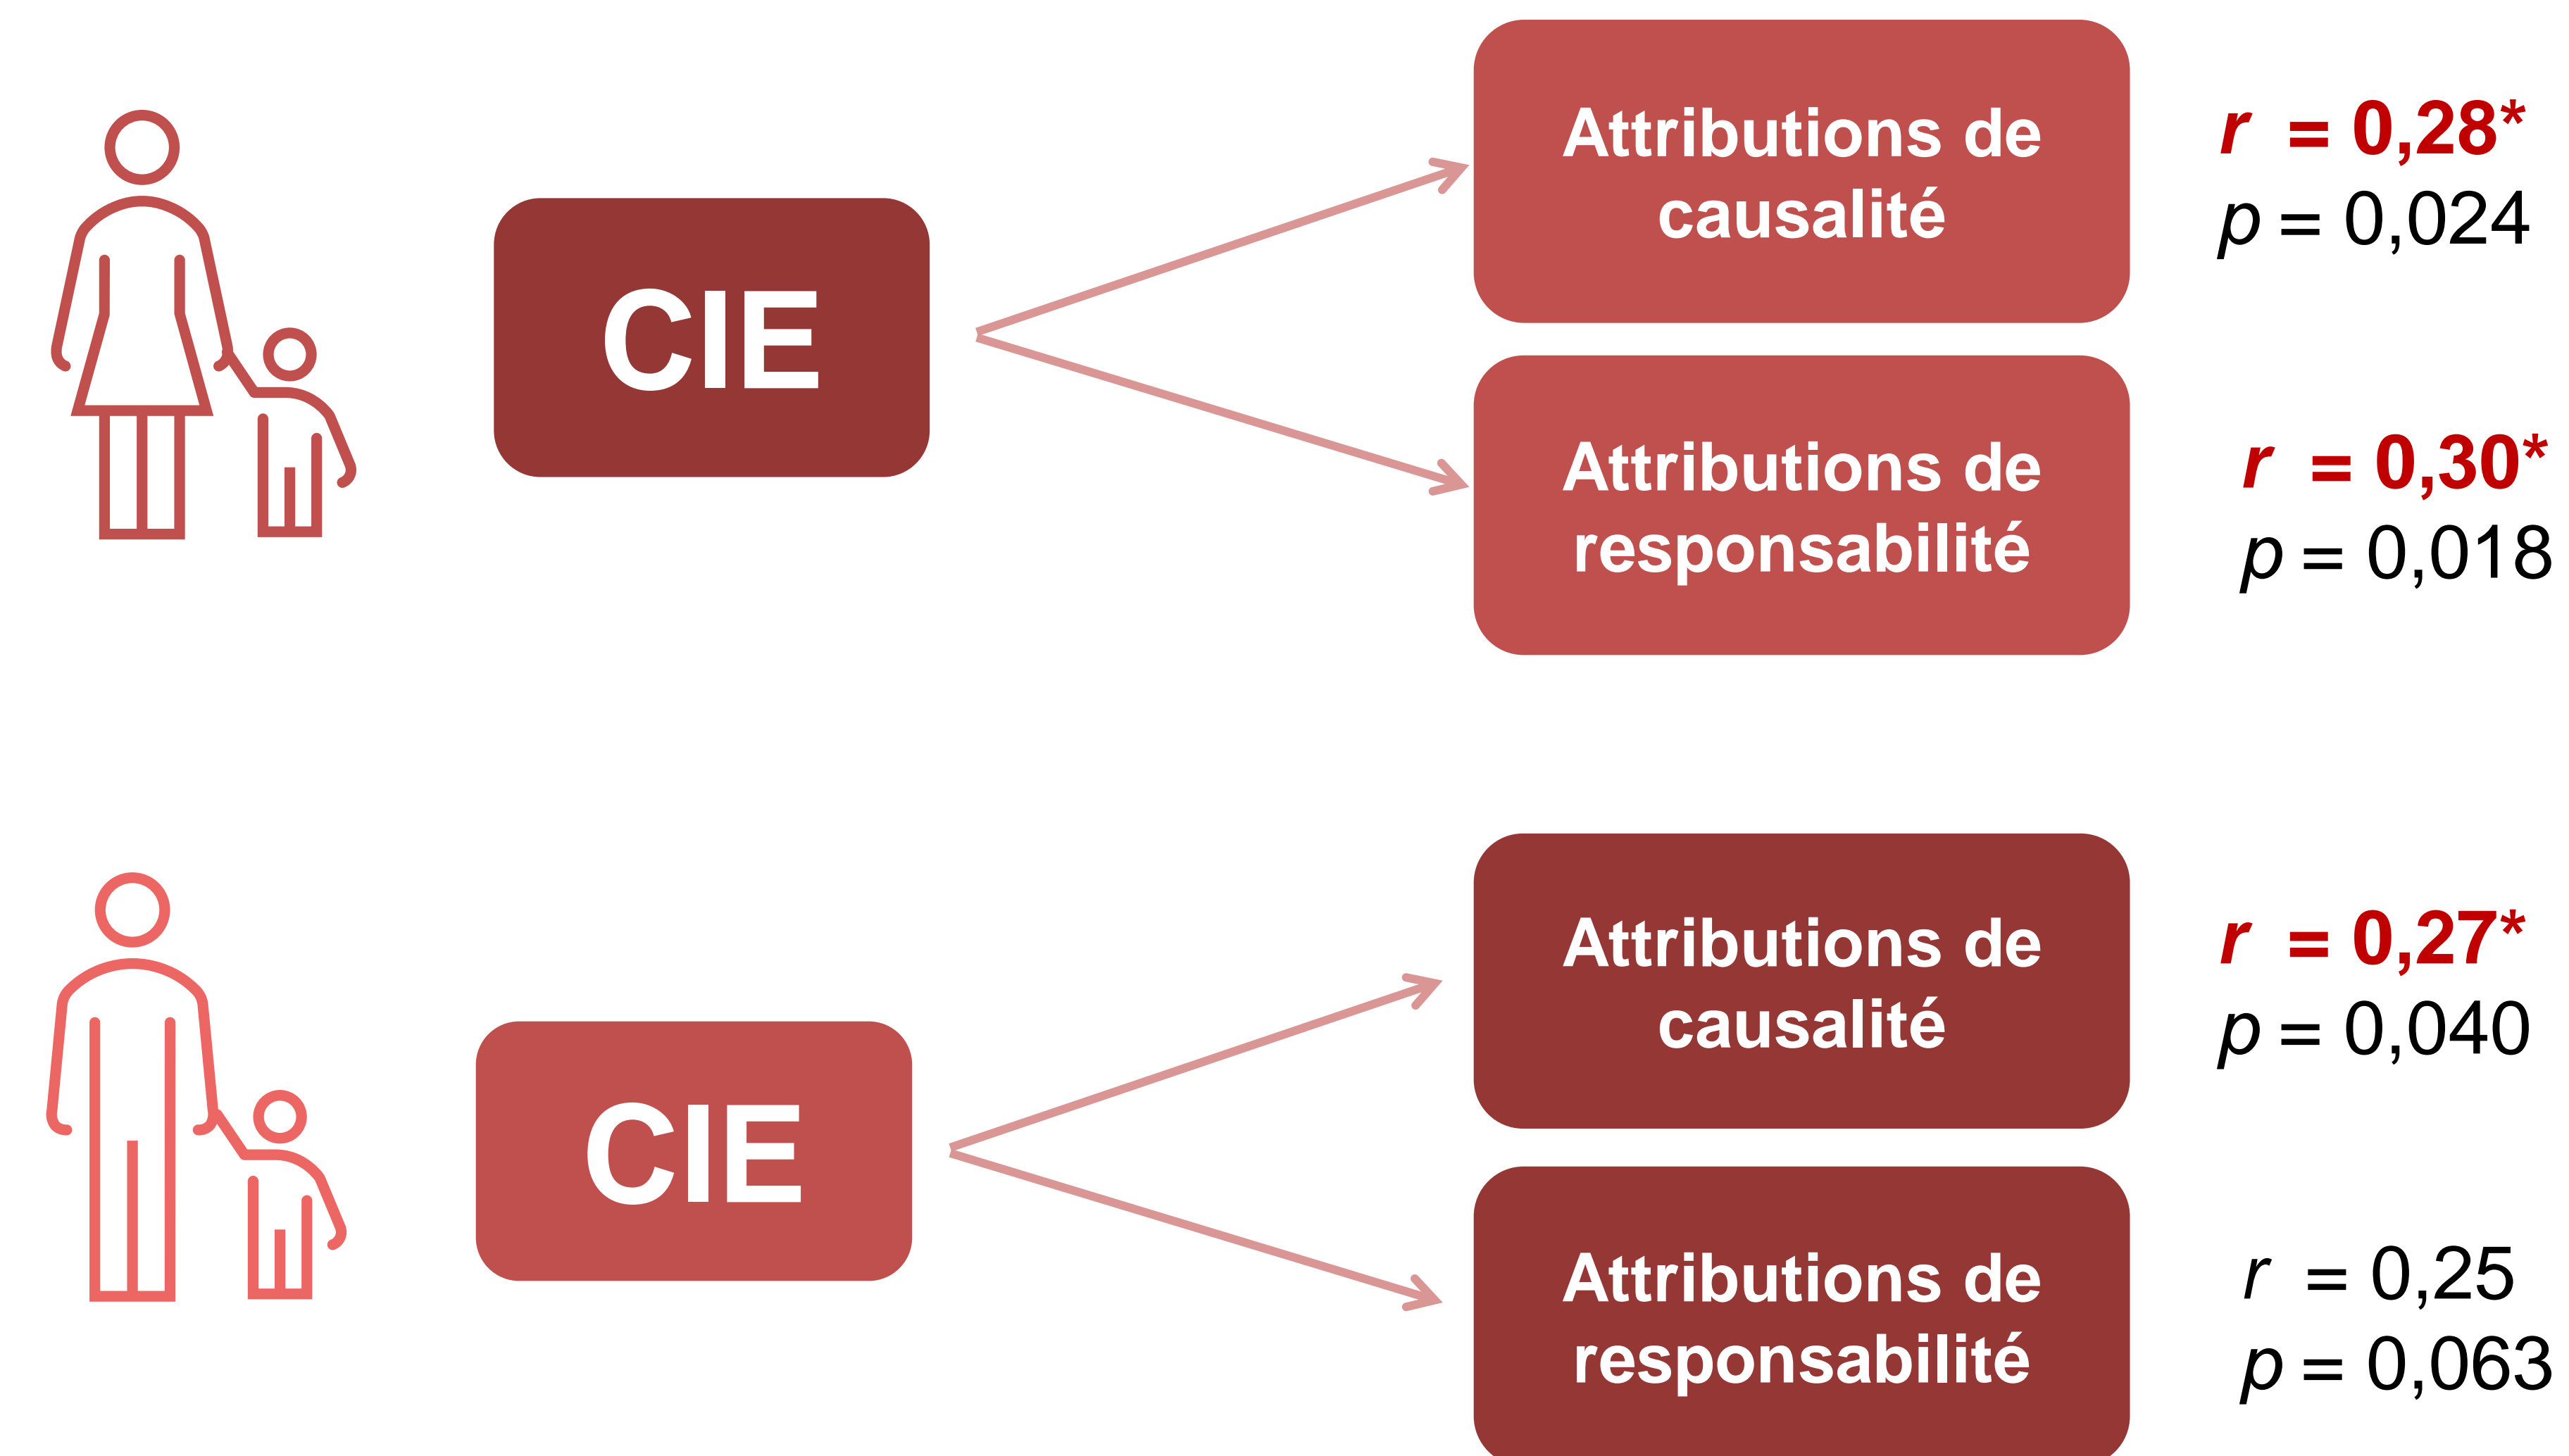 CIE
Attributions de
causalité
r = 0,28*
p = 0,024
Attributions de
responsabilité
r = 0,30*
p = 0,018
CIE
Attributions de
causalité
r = 0,27*
p = 0,040
Attributions de
responsabilité
r = 0,25
p = 0,063